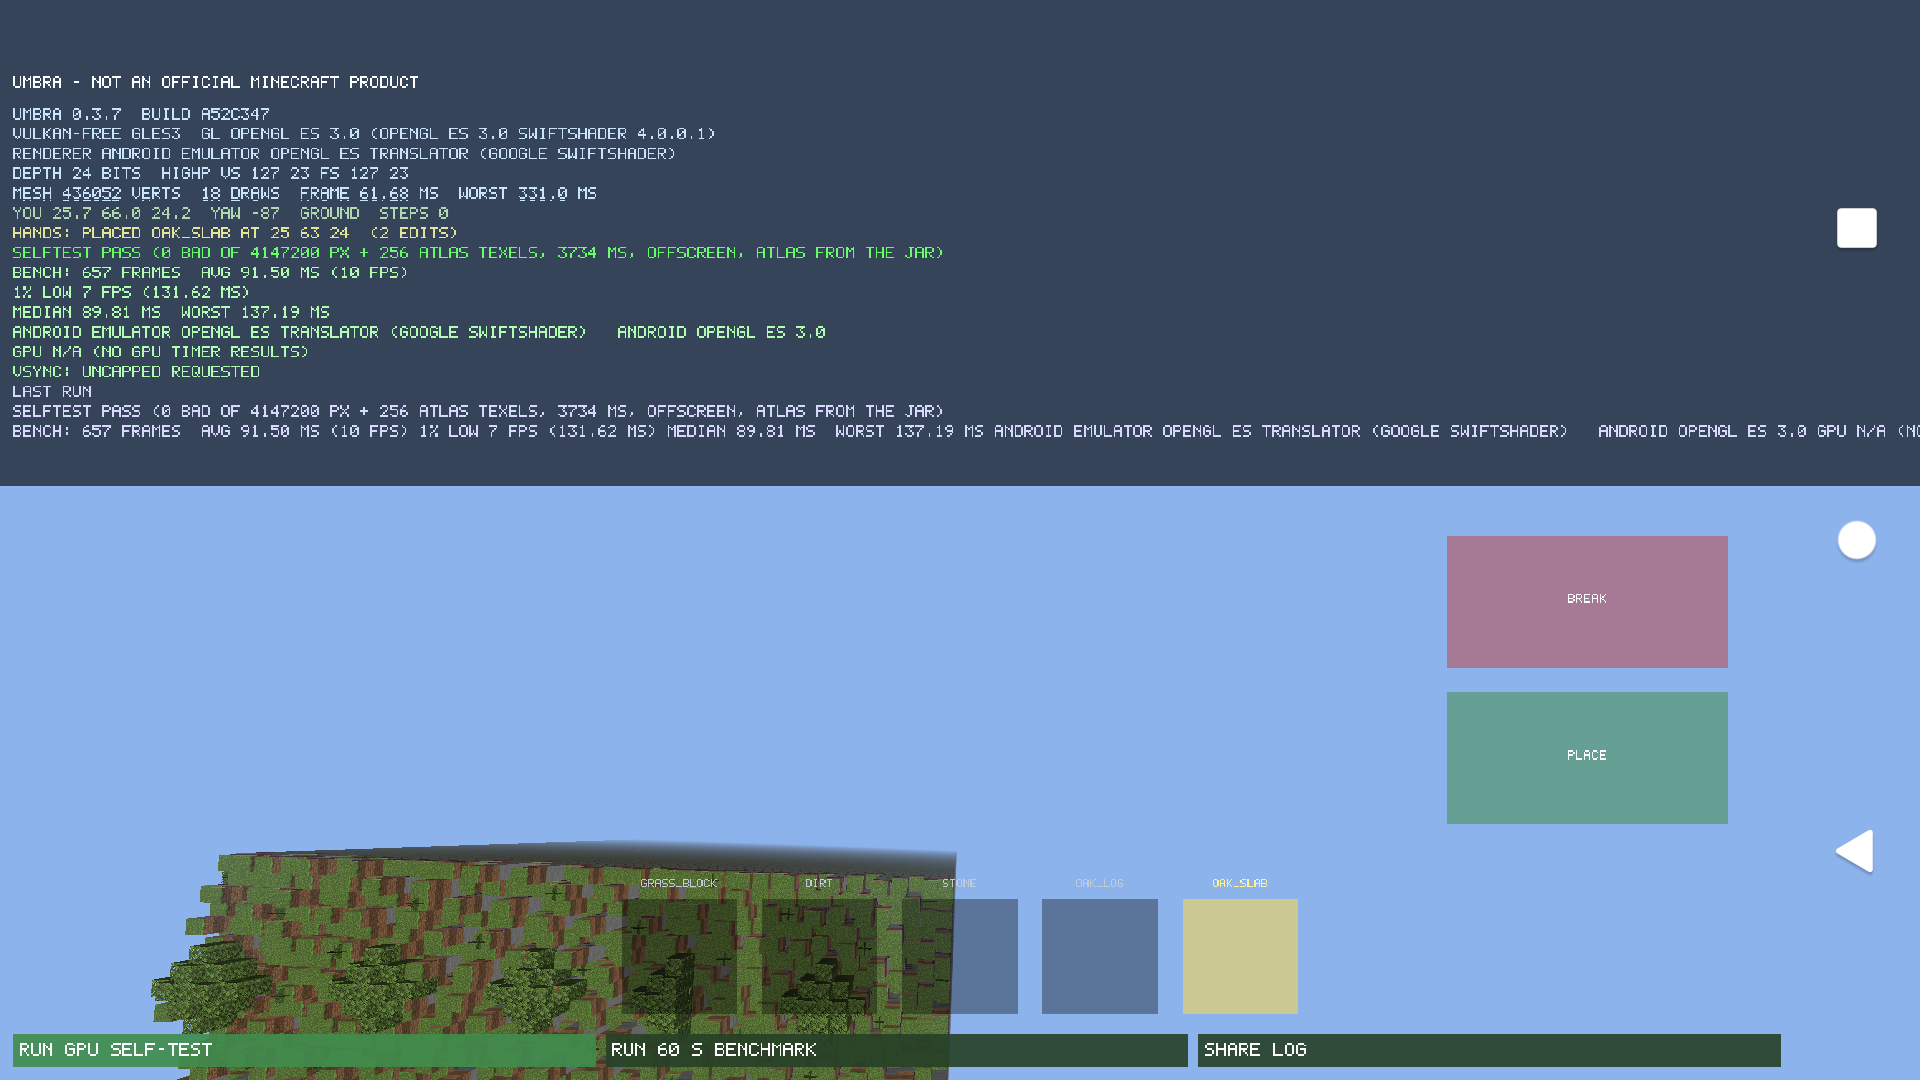 UMBRA - NOT AN OFFICIAL MINECRAFT PRODUCT
UMBRA 0.3.7 BUILD A52C347
VULKAN-FREE GLES3 GL OPENGL ES 3.0 (OPENGL ES 3.0 SWIFTSHADER 4.0.0.1)
RENDERER ANDROID EMULATOR OPENGL ES TRANSLATOR (GOOGLE SWIFTSHADER)
DEPTH 24 BITS HIGHP VS 127 23 FS 127 23
MESH 436052 VERTS 18 DRAWS FRAME 61.68 MS WORST 331.0 MS
YOU 25.7 66.0 24.2 YAW -87 GROUND STEPS 0
HANDS: PLACED OAK_SLAB AT 25 63 24 (2 EDITS)
SELFTEST PASS (0 BAD OF 4147200 PX + 256 ATLAS TEXELS, 3734 MS, OFFSCREEN, ATLAS FROM THE JAR)
BENCH: 657 FRAMES AVG 91.50 MS (10 FPS)
1% LOW 7 FPS (131.62 MS)
MEDIAN 89.81 MS WORST 137.19 MS
ANDROID EMULATOR OPENGL ES TRANSLATOR (GOOGLE SWIFTSHADER) ANDROID OPENGL ES 3.0
GPU N/A (NO GPU TIMER RESULTS)
VSYNC: UNCAPPED REQUESTED
LAST RUN
SELFTEST PASS (0 BAD OF 4147200 PX + 256 ATLAS TEXELS, 3734 MS, OFFSCREEN, ATLAS FROM THE JAR)
BENCH: 657 FRAMES AVG 91.50 MS (10 FPS) 1% LOW 7 FPS (131.62 MS) MEDIAN 89.81 MS WORST 137.19 MS ANDROID EMULATOR OPENGL ES TRANSLATOR (GOOGLE SWIFTSHADER) ANDROID OPENGL ES 3.0 GPU N/A (NO
BREAK
PLACE
GRASS_BLOCK DIRT STONE OAK_LOG OAK_SLAB
RUN GPU SELF-TEST RUN 60 S BENCHMARK SHARE LOG